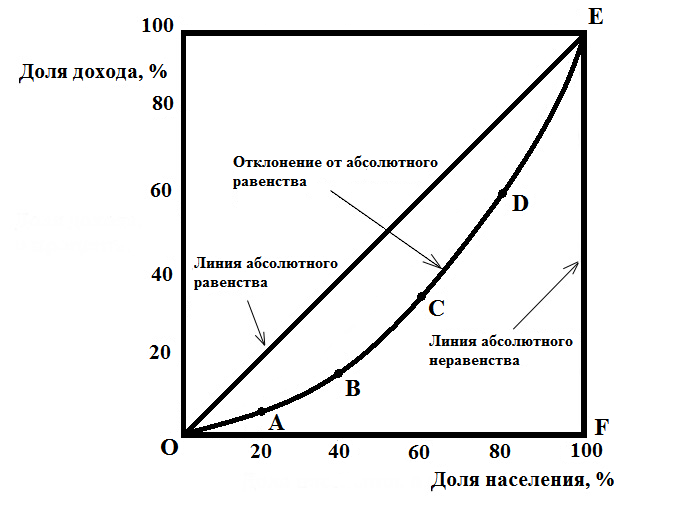 100
E
Доля дохода, %
80
Отклонение от абсолютного
равенства
60
D
Линия абсолютного
равенства
40
C
Линия абсолютного
неравенства
20
B
A
O
F
20
40
60
80
100
Доля населения, %